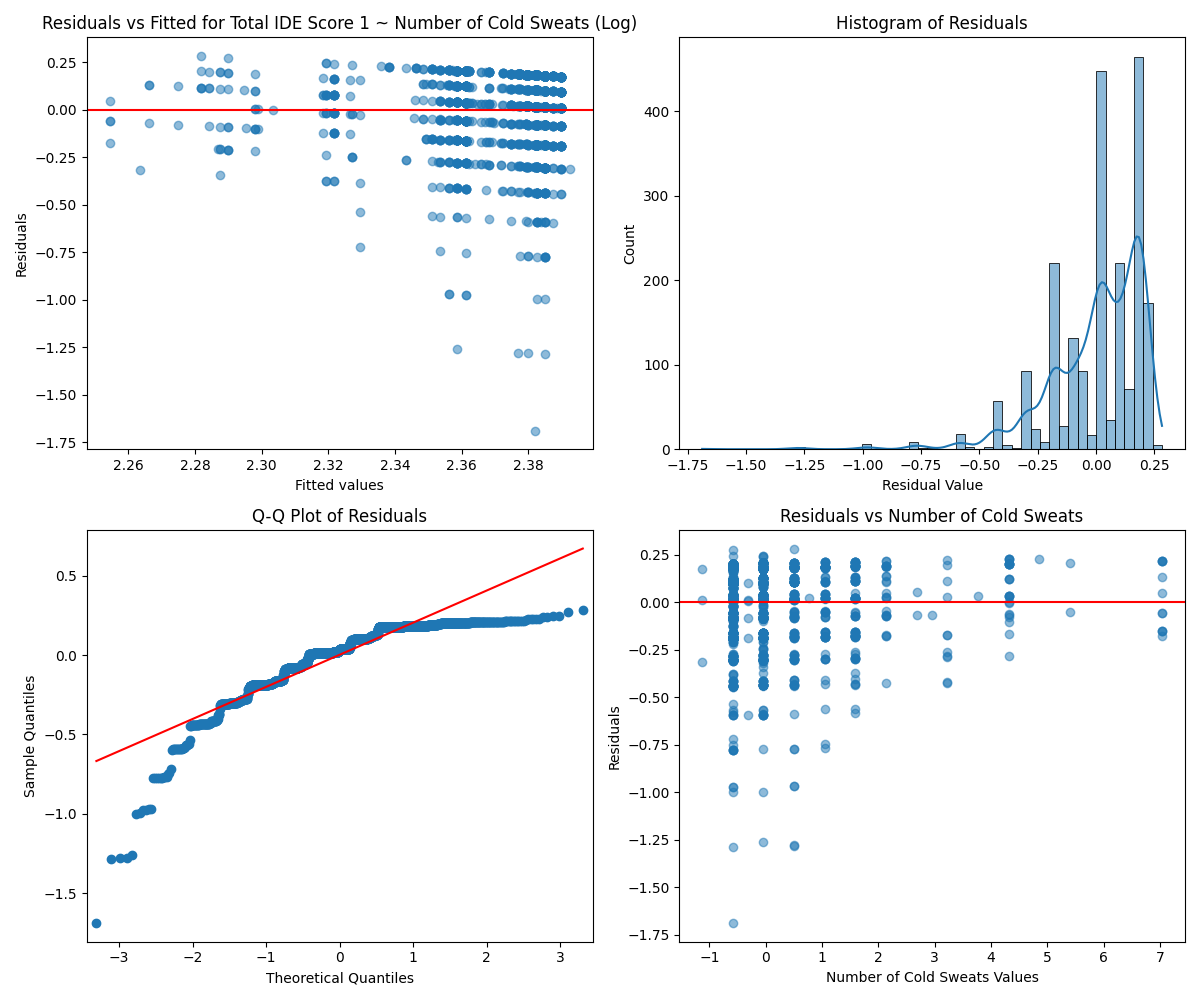 Residuals vs Fitted for Total IDE Score 1 ~ Number of Cold Sweats (Log)
0.25
0.00
−0.25
−0.50
−0.75
−1.00
−1.25
−1.50
−1.75
Residuals
2.26 2.28 2.30 2.32 2.34 2.36 2.38
Fitted values
Histogram of Residuals
400
300
200
100
0
Count
−1.75 −1.50 −1.25 −1.00 −0.75 −0.50 −0.25 0.00 0.25
Residual Value
Q-Q Plot of Residuals
0.5
0.0
−0.5
−1.0
−1.5
Sample Quantiles
−3 −2 −1 0 1 2 3
Theoretical Quantiles
Residuals vs Number of Cold Sweats
0.25
0.00
−0.25
−0.50
−0.75
−1.00
−1.25
−1.50
−1.75
Residuals
−1 0 1 2 3 4 5 6 7
Number of Cold Sweats Values